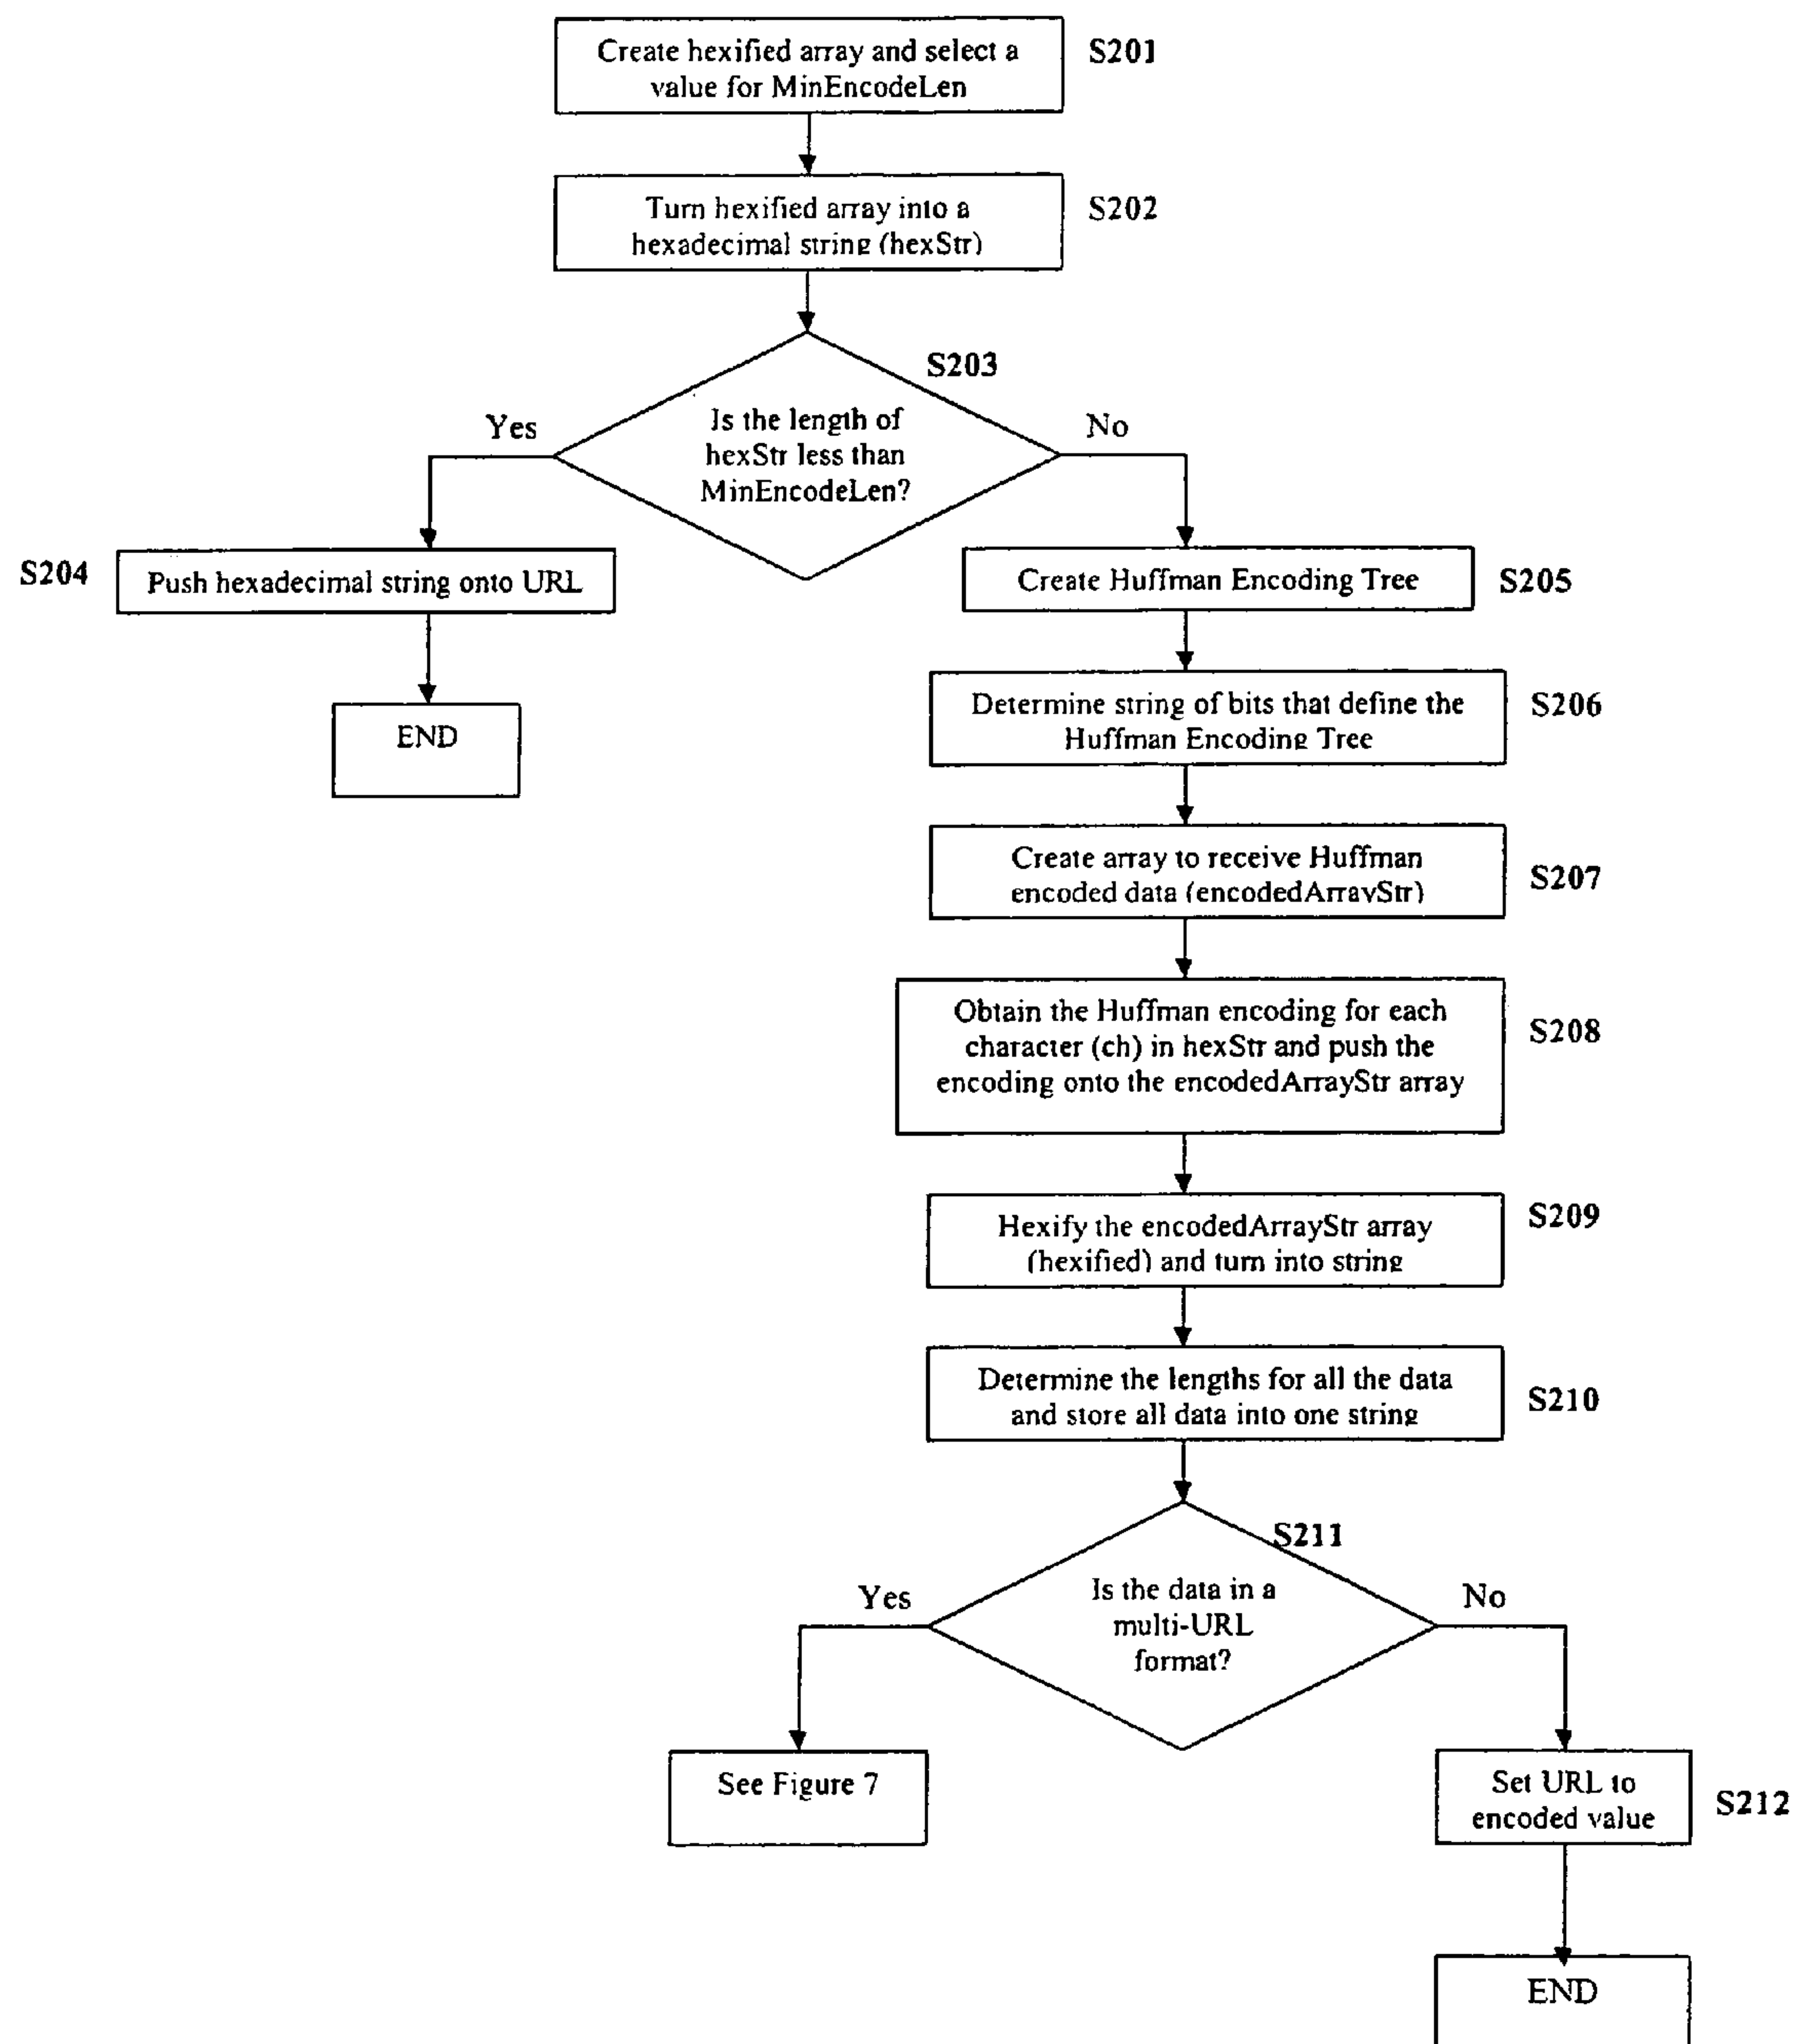 Create hexified array and select a
value for MinEncodeLen
S201
Turn hexified array into a
hexadecimal string (hexStr)
S202
S203
Is the length of
hexStr less than
MinEncodeLen?
Yes
No
S204
Push hexadecimal string onto URL
END
Create Huffman Encoding Tree
S205
Determine string of bits that define the
Huffman Encoding Tree
S206
Create array to receive Huffman
encoded data (encodedArrayStr)
S207
Obtain the Huffman encoding for each
character (ch) in hexStr and push the
encoding onto the encodedArrayStr array
S208
Hexify the encodedArrayStr array
(hexified) and turn into string
S209
Determine the lengths for all the data
and store all data into one string
S210
S211
Is the data in a
multi-URL
format?
Yes
No
See Figure 7
Set URL to
encoded value
S212
END